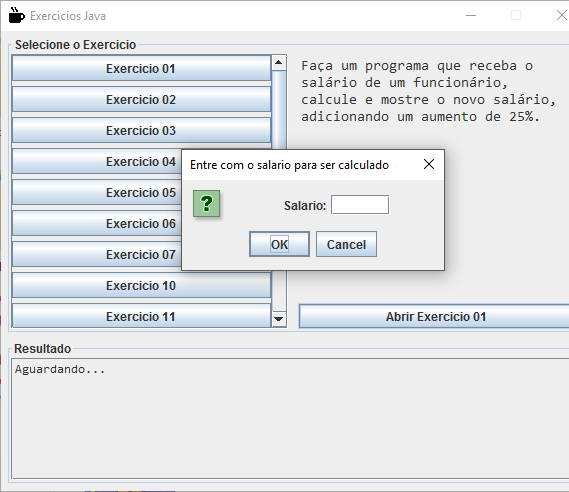 Exercicios Java
Selecione o Exercicio
Exercicio 01
Exercicio 02
Exercicio 03
Exercicio 04
Exercicio 05
Exercicio 06
Exercicio 07
Exercicio 10
Exercicio 11
Faça um programa que receba o
salário de um funcionário,
calcule e mostre o novo salário,
adicionando um aumento de 25%.
Entre com o salario para ser calculado
?
Salario:
OK Cancel
Abrir Exercicio 01
Resultado
Aguardando...